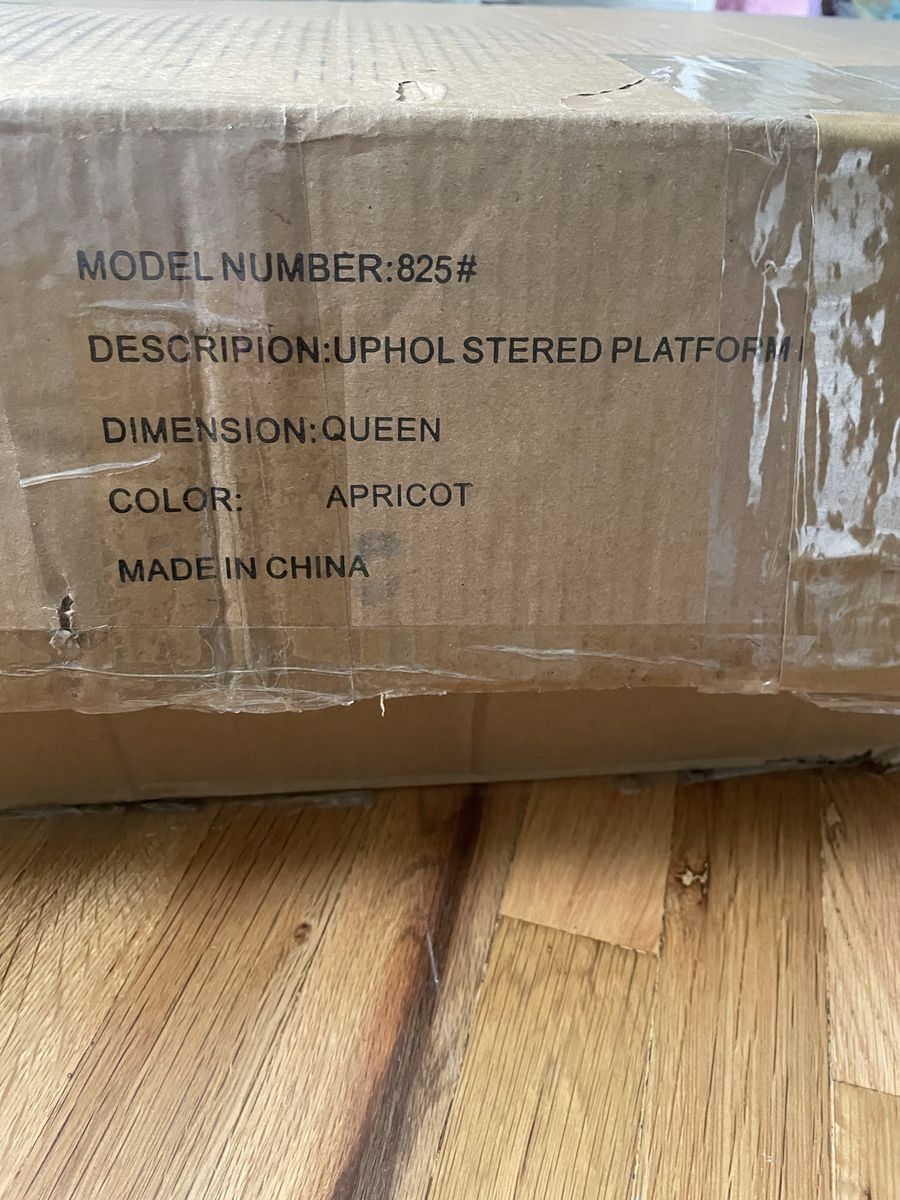 MODEL NUMBER:825#
DESCRIPION:UPHOL STERED PLATFORM
DIMENSION:QUEEN
COLOR: APRICOT
MADE IN CHINA